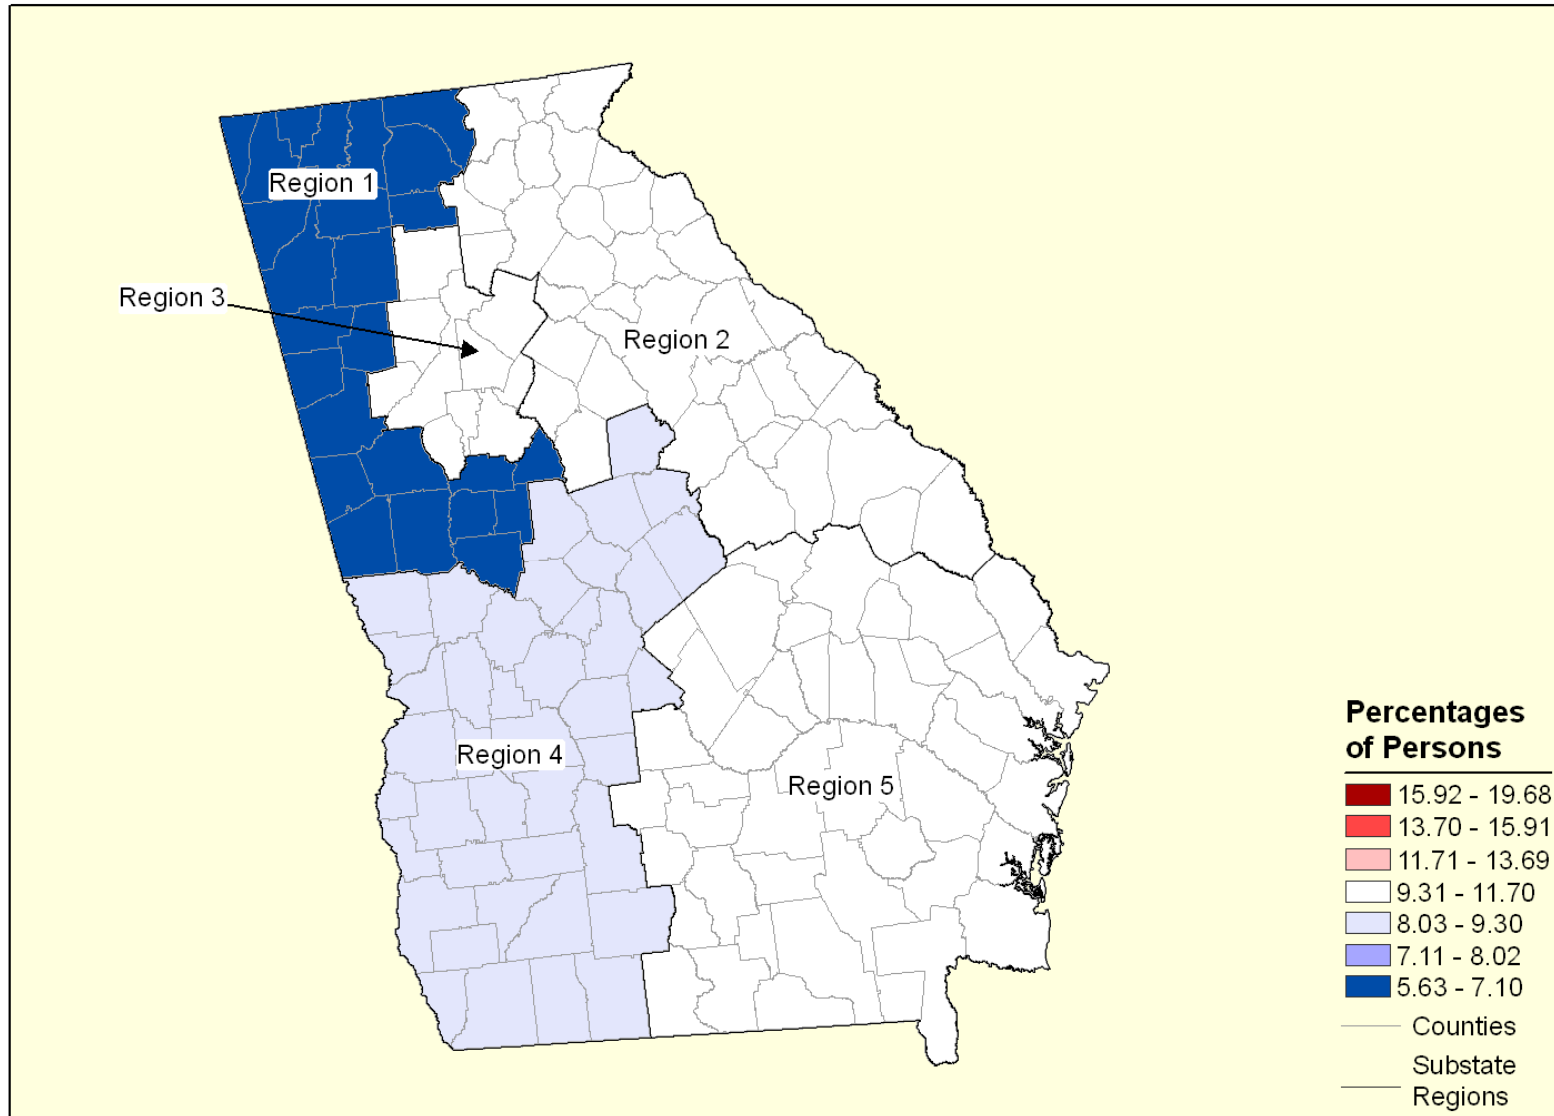 Region 1
Region 3
Region 2
Region 4
Region 5
Percentages
of Persons
15.92 - 19.68
13.70 - 15.91
11.71 - 13.69
9.31 - 11.70
8.03 - 9.30
7.11 - 8.02
5.63 - 7.10
Counties
Substate
Regions